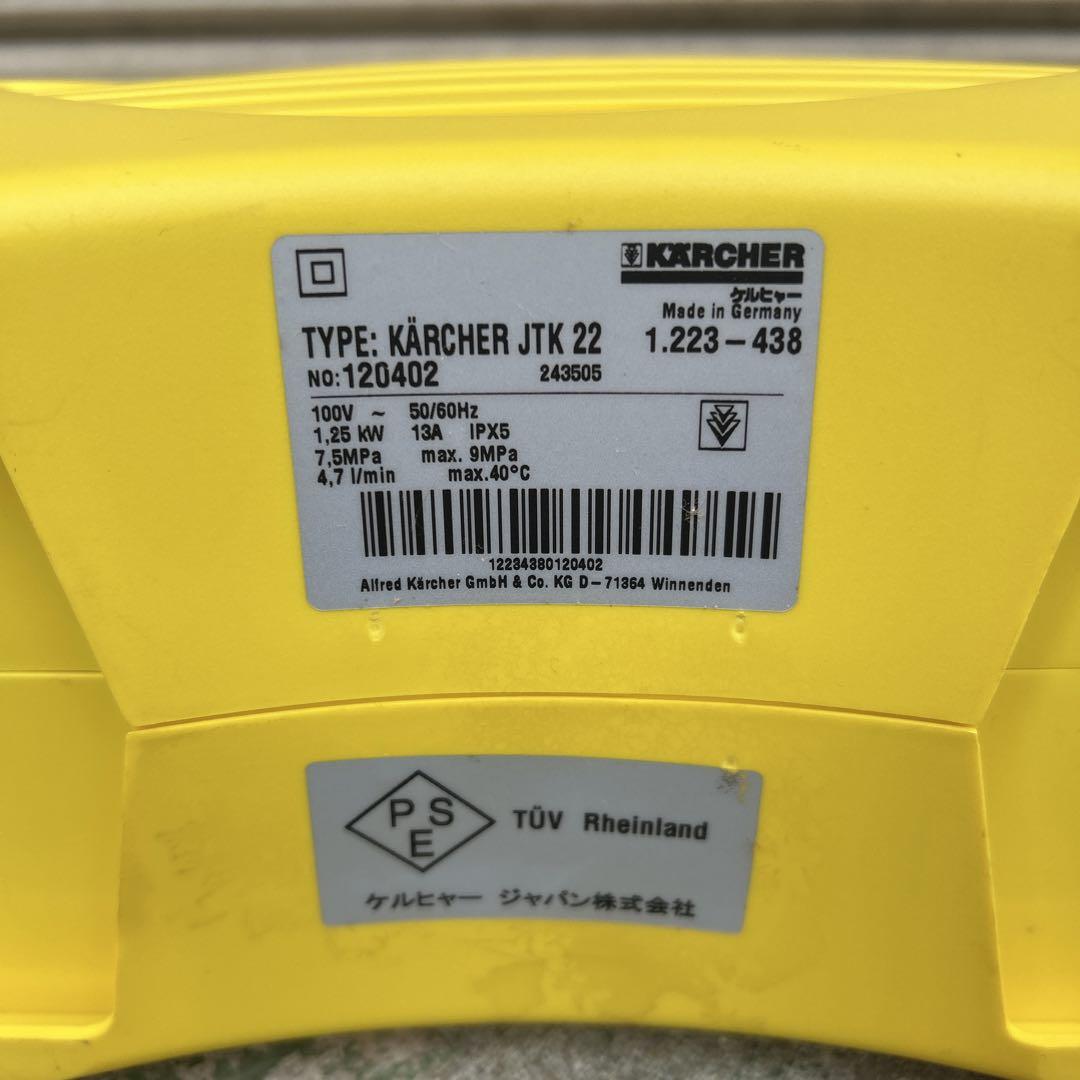 KÄRCHER
ケルヒャー
Made in Germany
TYPE: KÄRCHER JTK 22 1.223-438
NO:120402 243505
100V ~ 50/60Hz
1,25 kW 13A IPX5
7,5MPa max. 9MPa
4,7 l/min max.40°C
12234380120402
Alfred Kärcher GmbH & Co. KG D-71364 Winnenden
PSE TÜV Rheinland
ケルヒャー ジャパン株式会社